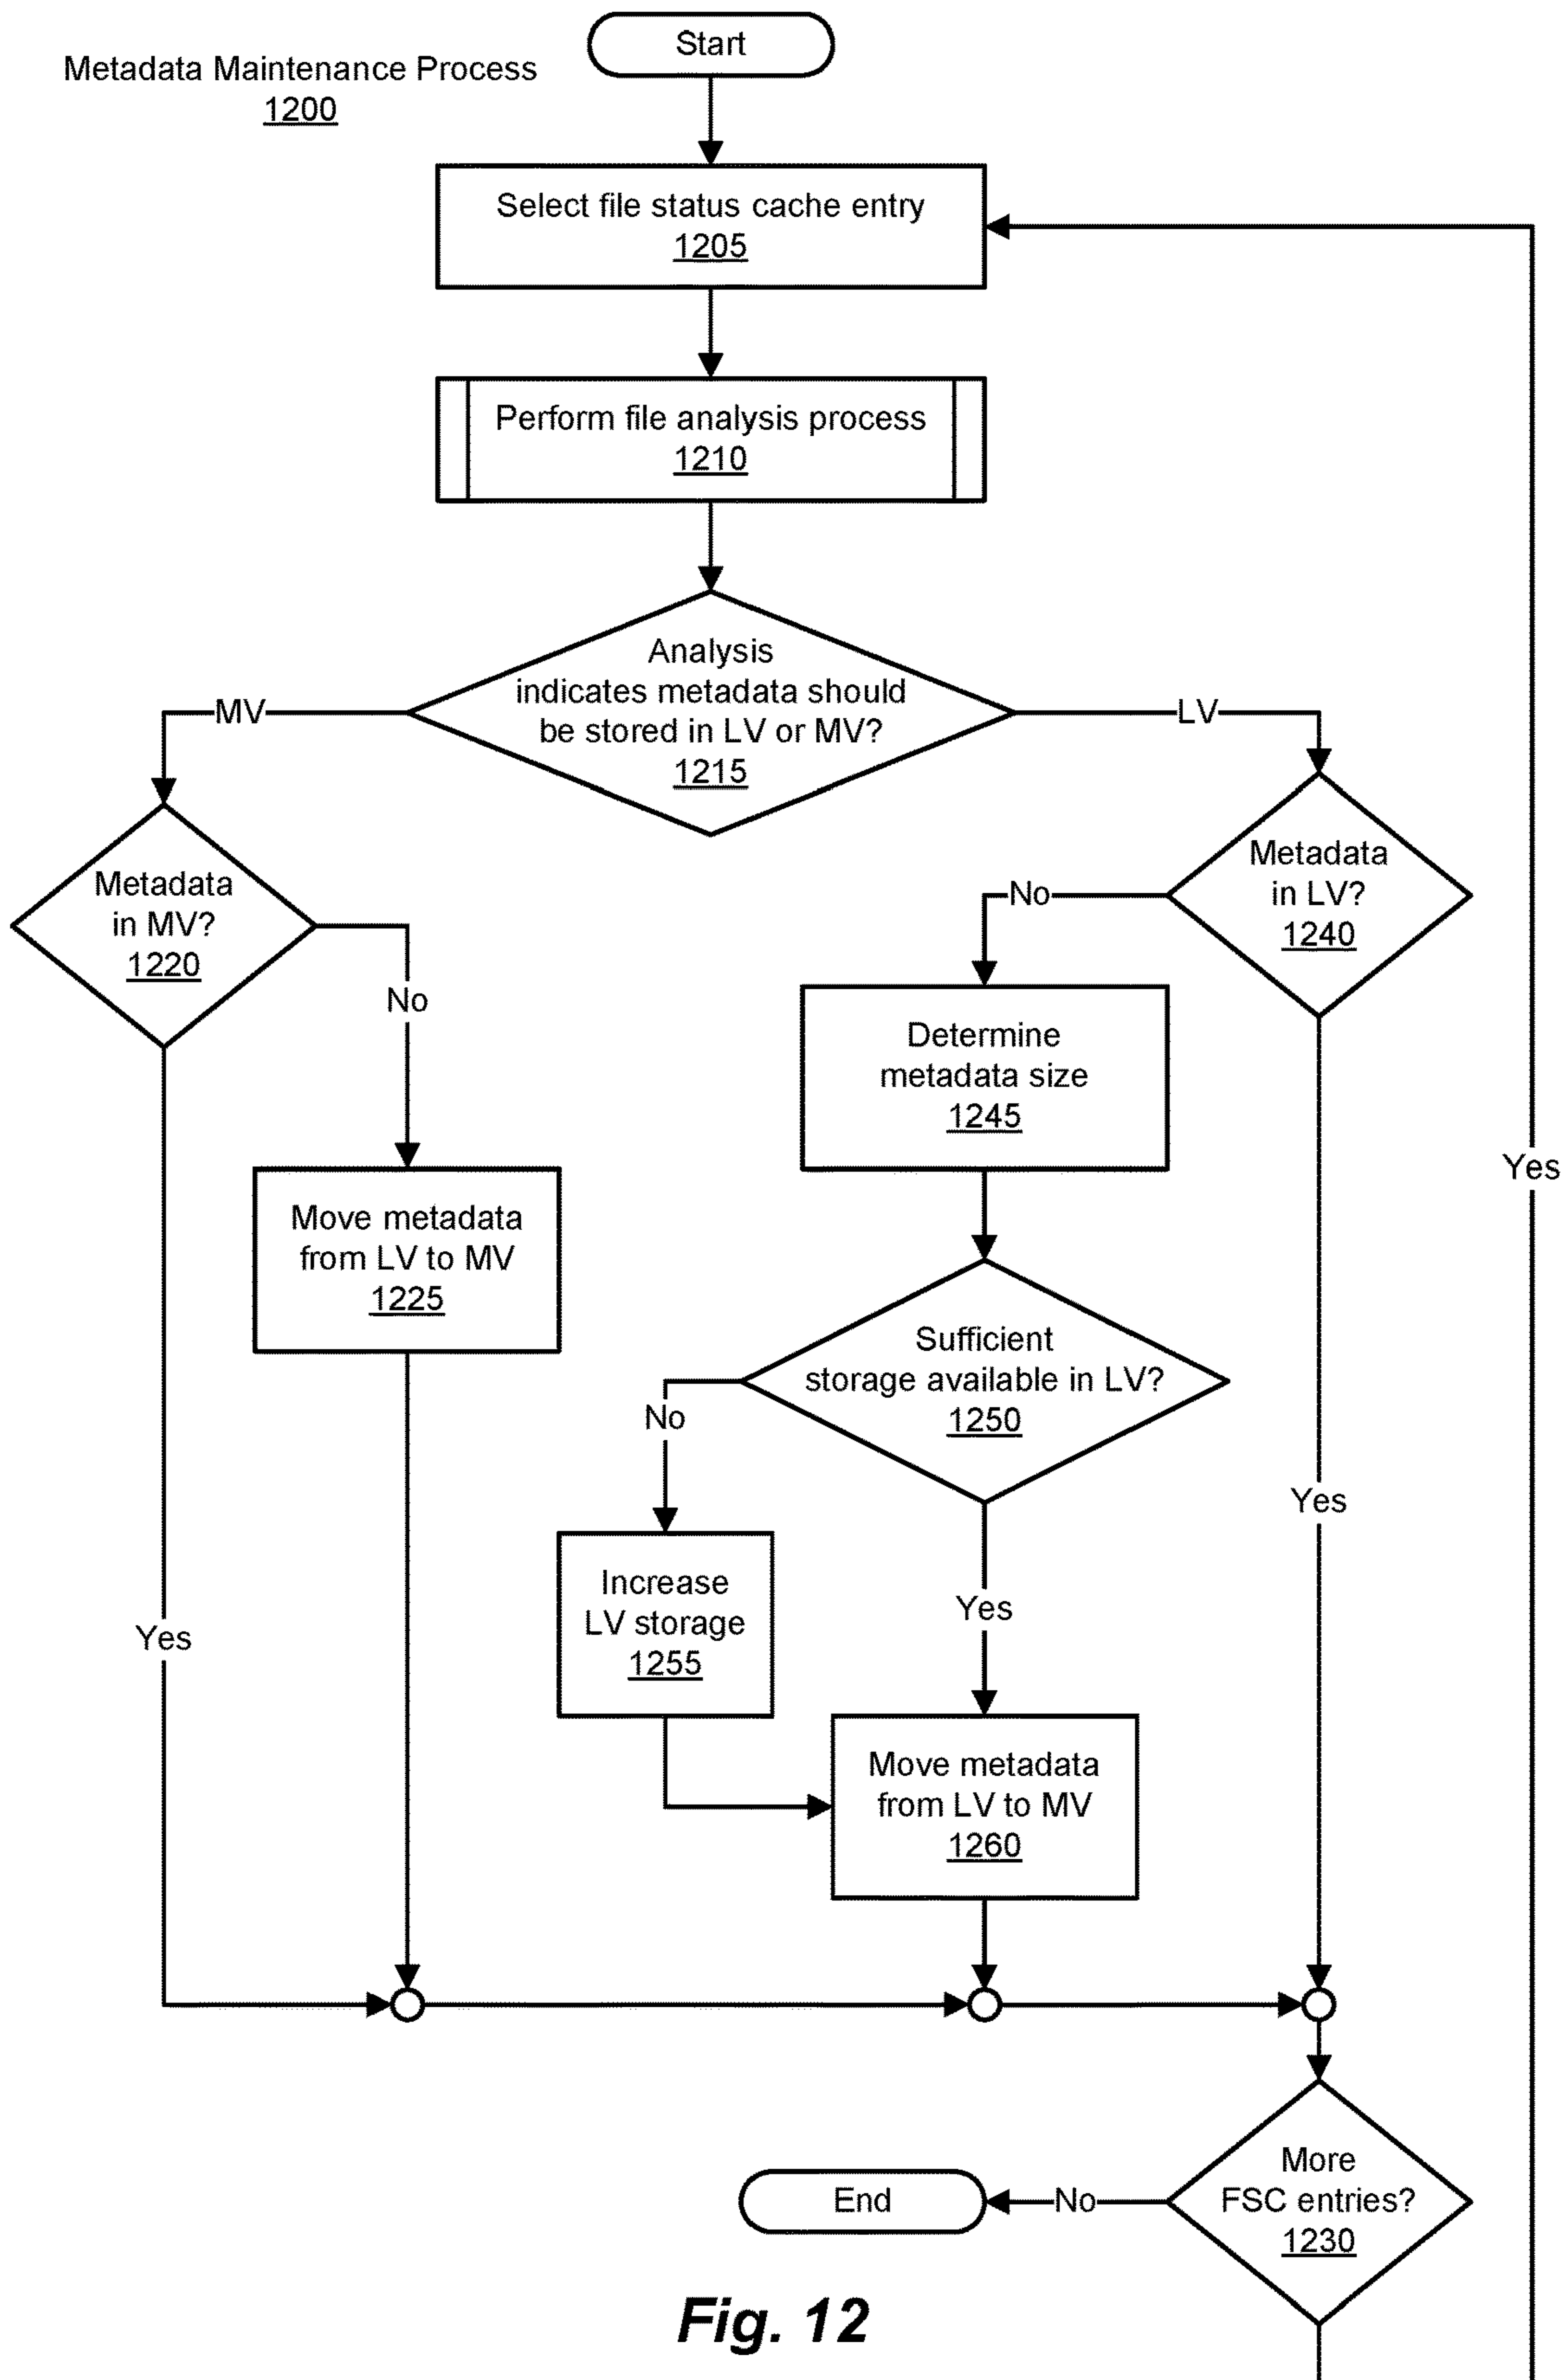 Start
Metadata Maintenance Process
1200
Select file status cache entry
1205
Perform file analysis process
1210
Analysis
indicates metadata should
be stored in LV or MV?
1215
MV
LV
Metadata
in MV?
1220
No
Move metadata
from LV to MV
1225
Yes
Metadata
in LV?
1240
No
Determine
metadata size
1245
Sufficient
storage available in LV?
1250
No
Increase
LV storage
1255
Yes
Move metadata
from LV to MV
1260
Yes
Yes
More
FSC entries?
1230
No
End
Fig. 12